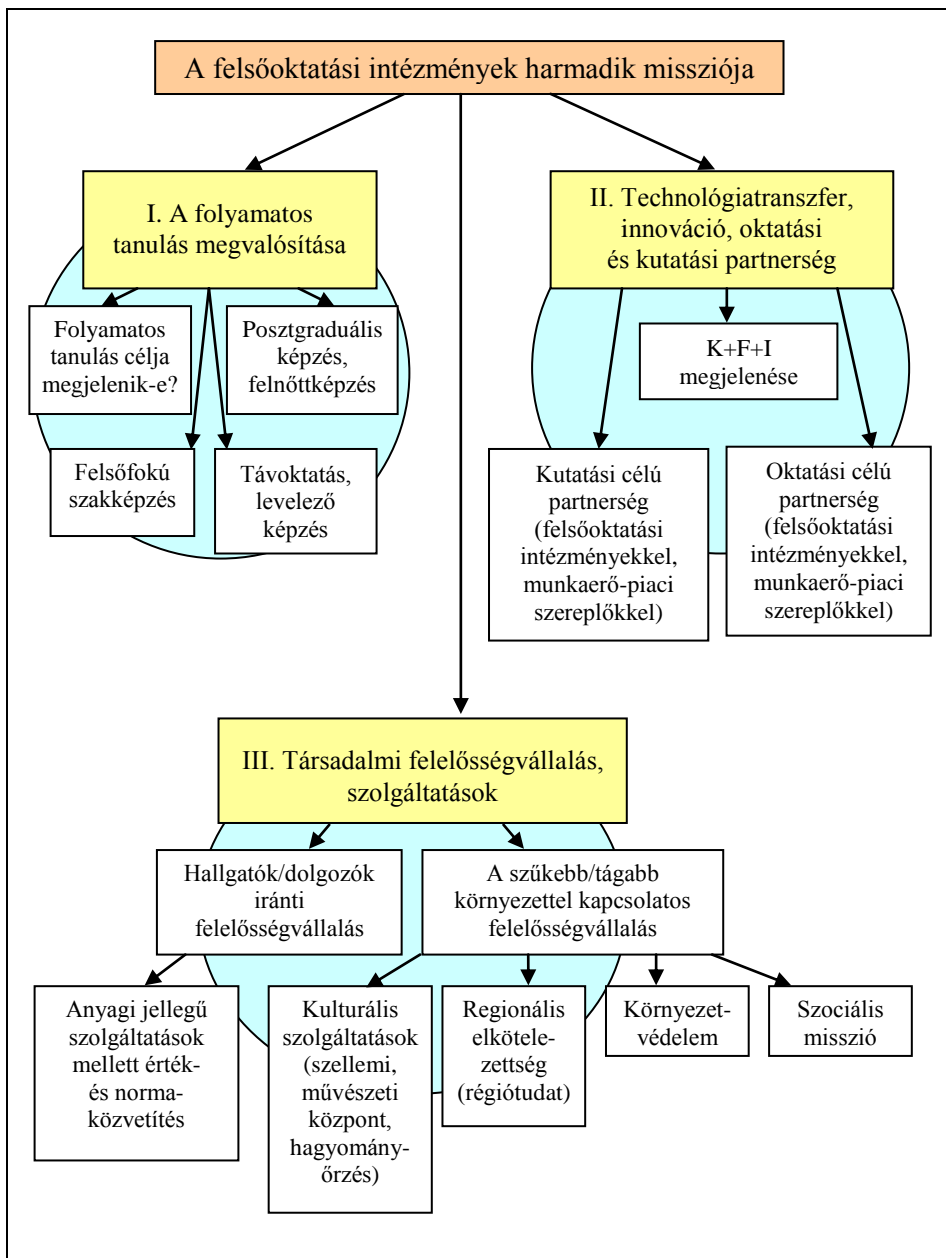 A felsőoktatási intézmények harmadik missziója
I. A folyamatos
tanulás megvalósítása
II. Technológiatranszfer,
innováció, oktatási
és kutatási partnerség
Folyamatos
tanulás célja
megjelenik-e?
Posztgraduális
képzés,
felnőttképzés
K+F+I
megjelenése
Felsőfokú
szakképzés
Távoktatás,
levelező
képzés
Kutatási célú
partnerség
(felsőoktatási
intézményekkel,
munkaerő-piaci
szereplőkkel)
Oktatási célú
partnerség
(felsőoktatási
intézményekkel,
munkaerő-piaci
szereplőkkel)
III. Társadalmi felelősségvállalás,
szolgáltatások
Hallgatók/dolgozók
iránti
felelősségvállalás
A szűkebb/tágabb
környezettel kapcsolatos
felelősségvállalás
Anyagi jellegű
szolgáltatások
mellett érték-
és norma-
közvetítés
Kulturális
szolgáltatások
(szellemi,
művészeti
központ,
hagyomány-
őrzés)
Regionális
elkötele-
zettség
(régiótudat)
Környezet-
védelem
Szociális
misszió